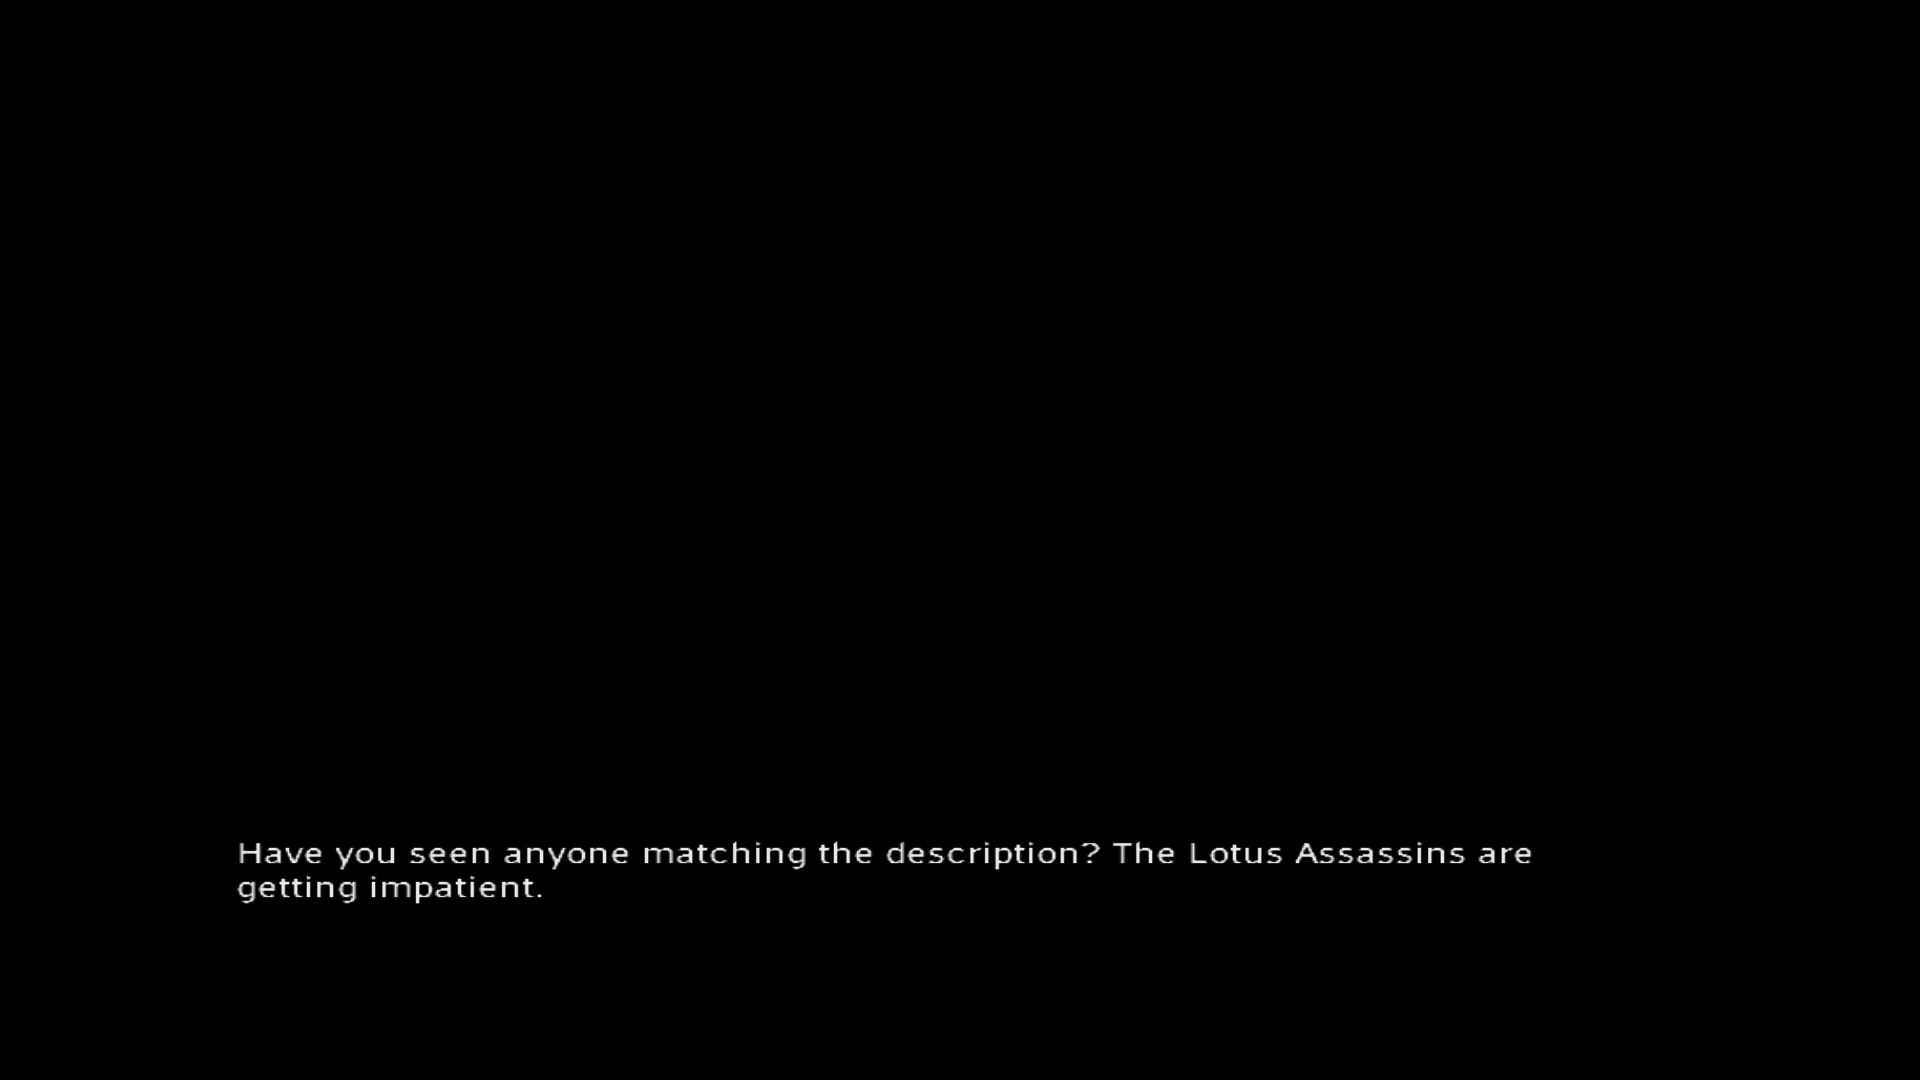 Have you seen anyone matching the description? The Lotus Assassins are
getting impatient.